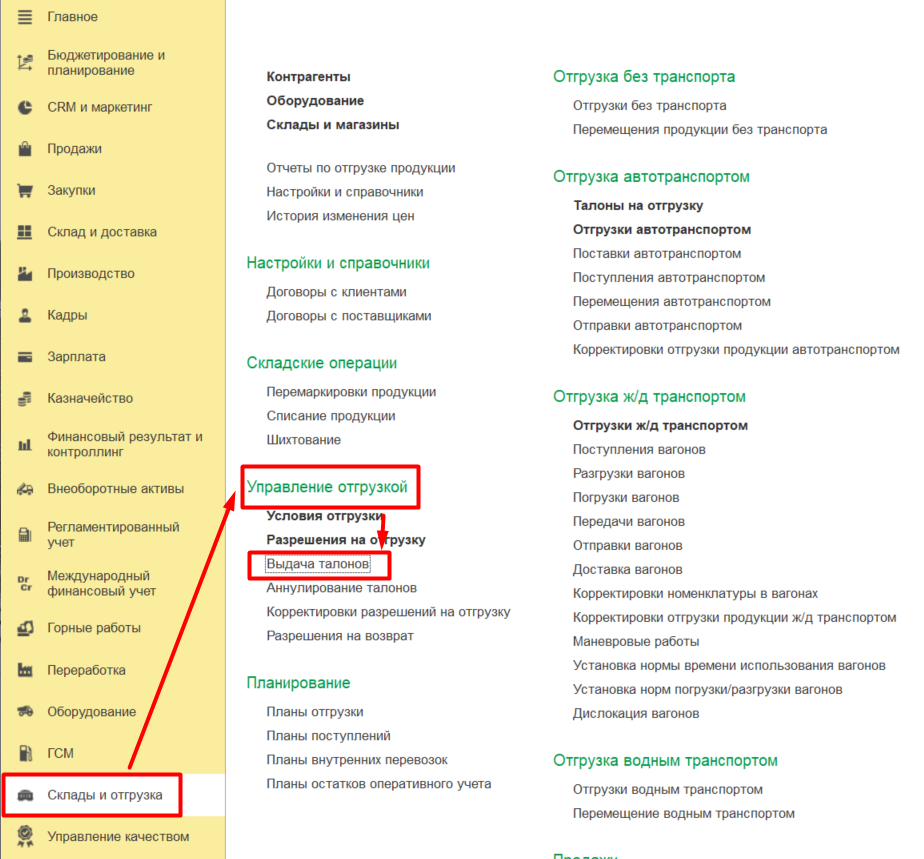 Главное
Бюджетирование и
планирование
CRM и маркетинг
Продажи
Закупки
Склад и доставка
Производство
Кадры
Зарплата
Казначейство
Финансовый результат и
контроллинг
Внеоборотные активы
Регламентированный
учет
Dr
Cr
Международный
финансовый учет
Горные работы
Переработка
Оборудование
ГСМ
Склады и отгрузка
Управление качеством
Контрагенты
Оборудование
Склады и магазины
Отчеты по отгрузке продукции
Настройки и справочники
История изменения цен
Настройки и справочники
Договоры с клиентами
Договоры с поставщиками
Складские операции
Перемаркировки продукции
Списание продукции
Шихтование
Управление отгрузкой
Условия отгрузки
Разрешения на отгрузку
Выдача талонов
Аннулирование талонов
Корректировки разрешений на отгрузку
Разрешения на возврат
Планирование
Планы отгрузки
Планы поступлений
Планы внутренних перевозок
Планы остатков оперативного учета
Отгрузка без транспорта
Отгрузки без транспорта
Перемещения продукции без транспорта
Отгрузка автотранспортом
Талоны на отгрузку
Отгрузки автотранспортом
Поставки автотранспортом
Поступления автотранспортом
Перемещения автотранспортом
Отправки автотранспортом
Корректировки отгрузки продукции автотранспортом
Отгрузка ж/д транспортом
Отгрузки ж/д транспортом
Поступления вагонов
Разгрузки вагонов
Погрузки вагонов
Передачи вагонов
Отправки вагонов
Доставка вагонов
Корректировки номенклатуры в вагонах
Корректировки отгрузки продукции ж/д транспортом
Маневровые работы
Установка нормы времени использования вагонов
Установка норм погрузки/разгрузки вагонов
Дислокация вагонов
Отгрузка водным транспортом
Отгрузки водным транспортом
Перемещение водным транспортом